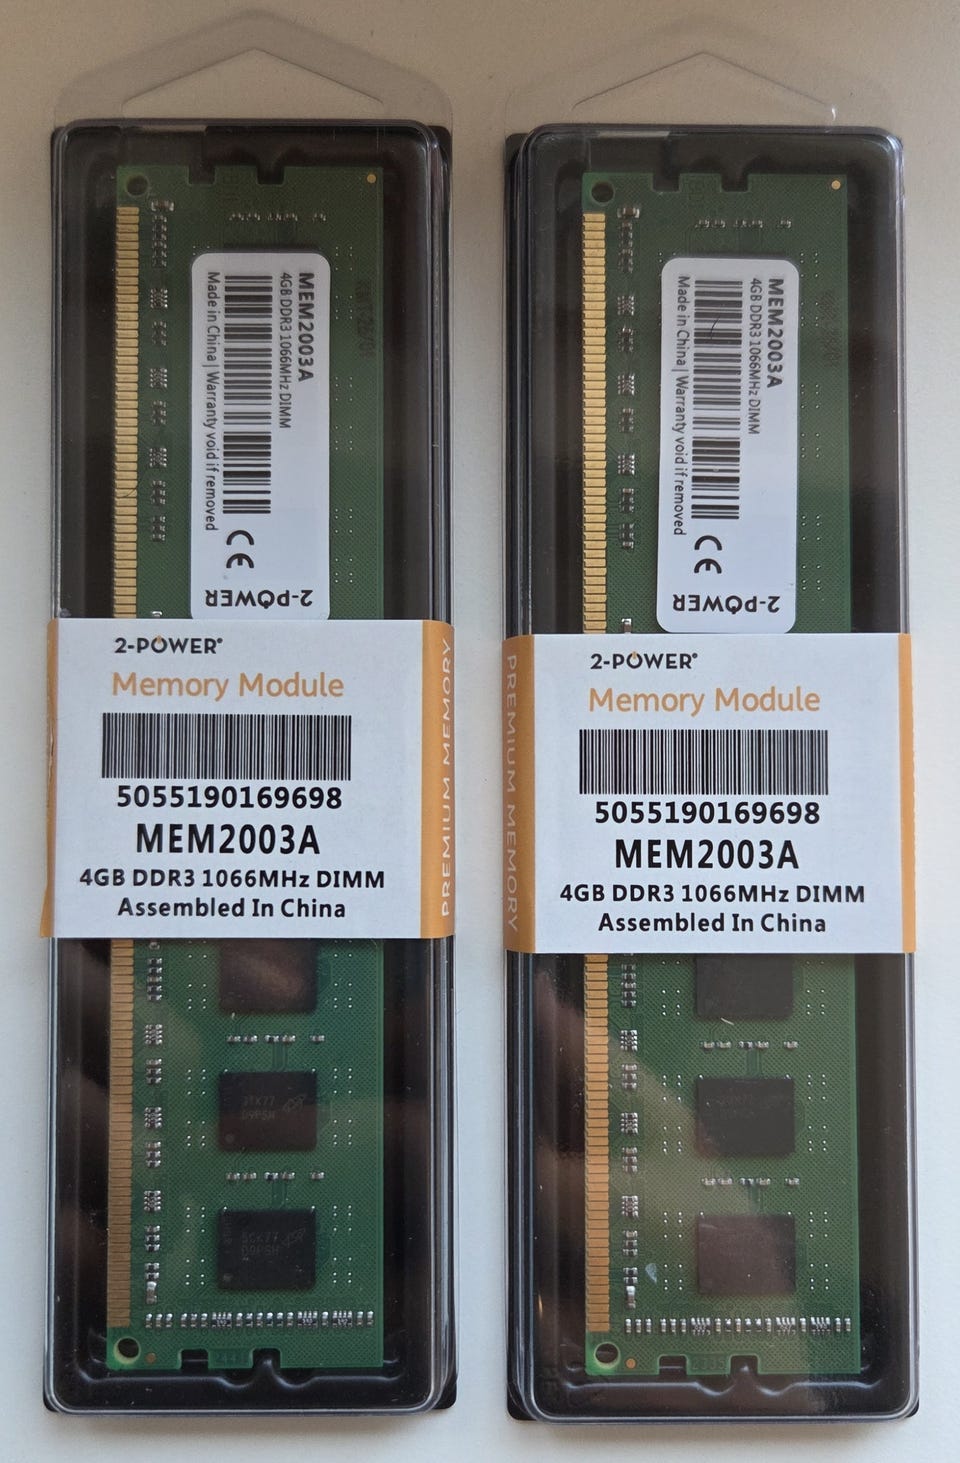 MEM2003A
4GB DDR3 1066MHz DIMM
Made in China | Warranty void if removed
CE
2-POWER
2-POWER®
Memory Module
5055190169698
MEM2003A
4GB DDR3 1066MHz DIMM
Assembled In China
PREMIUM MEMORY
D9PSH
D9PSH
MEM2003A
4GB DDR3 1066MHz DIMM
Made in China | Warranty void if removed
CE
2-POWER
PREMIUM MEMORY
2-POWER®
Memory Module
5055190169698
MEM2003A
4GB DDR3 1066MHz DIMM
Assembled In China